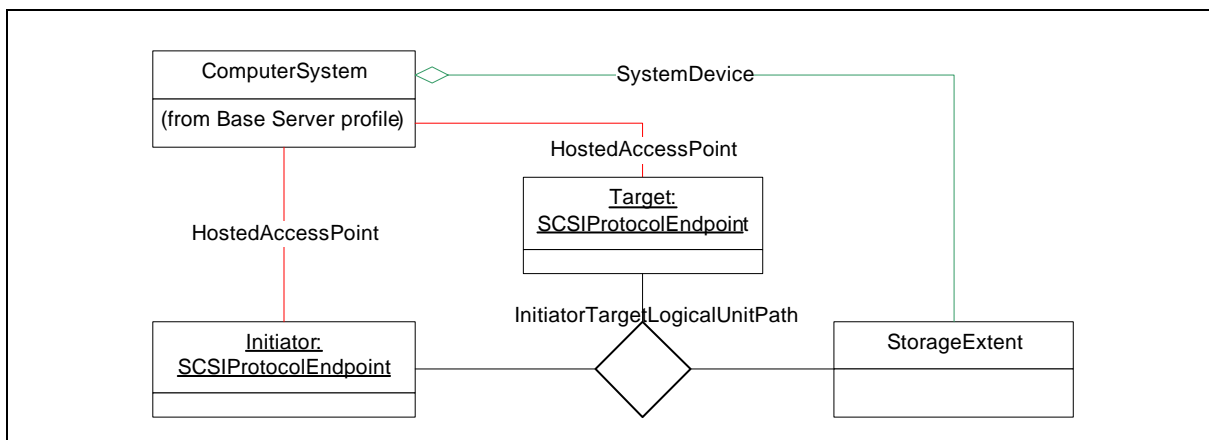 ComputerSystem
SystemDevice
(from Base Server profile)
HostedAccessPoint
Target:
SCSIProtocolEndpoint
HostedAccessPoint
InitiatorTargetLogicalUnitPath
Initiator:
SCSIProtocolEndpoint
StorageExtent